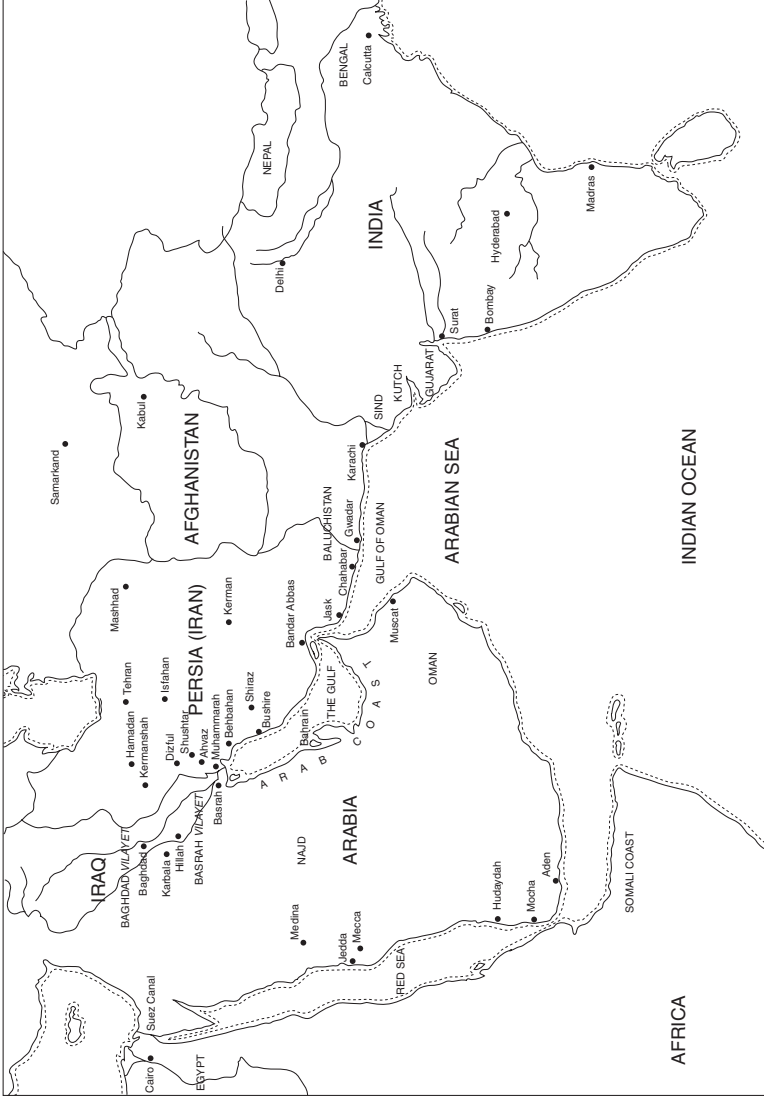 Samarkand
Kabul
AFGHANISTAN
NEPAL
BENGAL
Calcutta
Delhi
INDIA
Hyderabad
Madras
Surat
Bombay
GUJARAT
KUTCH
SIND
Karachi
BALUCHISTAN
Gwadar
Chahabar
GULF OF OMAN
Jask
Muscat
ARABIAN SEA
INDIAN OCEAN
Mashhad
Tehran
Hamadan
Kermanshah
Isfahan
PERSIA (IRAN)
Kerman
Dizful
Shushtar
Ahvaz
Muhammarah
Behbahan
Shiraz
Bushire
Bandar Abbas
Basrah
THE GULF
Bahrain
ARAB COAST
OMAN
IRAQ
BAGHDAD VILAYET
Baghdad
Karbala
Hillah
BASRAH VILAYET
NAJD
ARABIA
Medina
Jedda
Mecca
RED SEA
Hudaydah
Mocha
Aden
SOMALI COAST
Suez Canal
Cairo
EGYPT
AFRICA